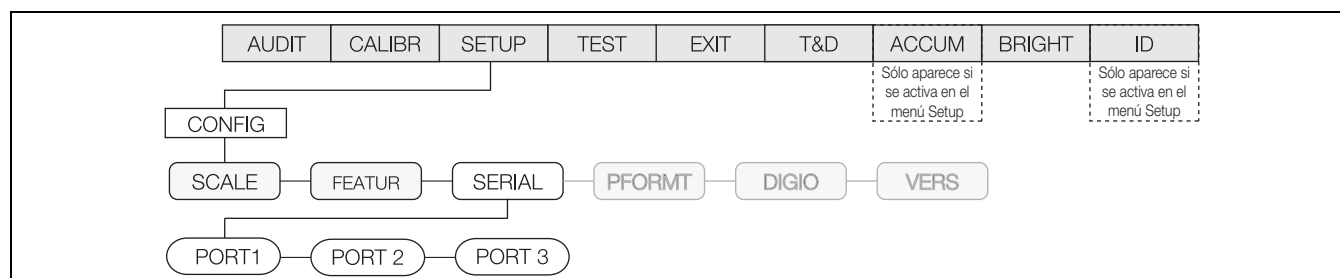 AUDIT CALIBR SETUP TEST EXIT T&D ACCUM BRIGHT ID
Sólo aparece si
se activa en el
menú Setup
Sólo aparece si
se activa en el
menú Setup
CONFIG
SCALE FEATUR SERIAL PFORMT DIGIO VERS
PORT1 PORT 2 PORT 3